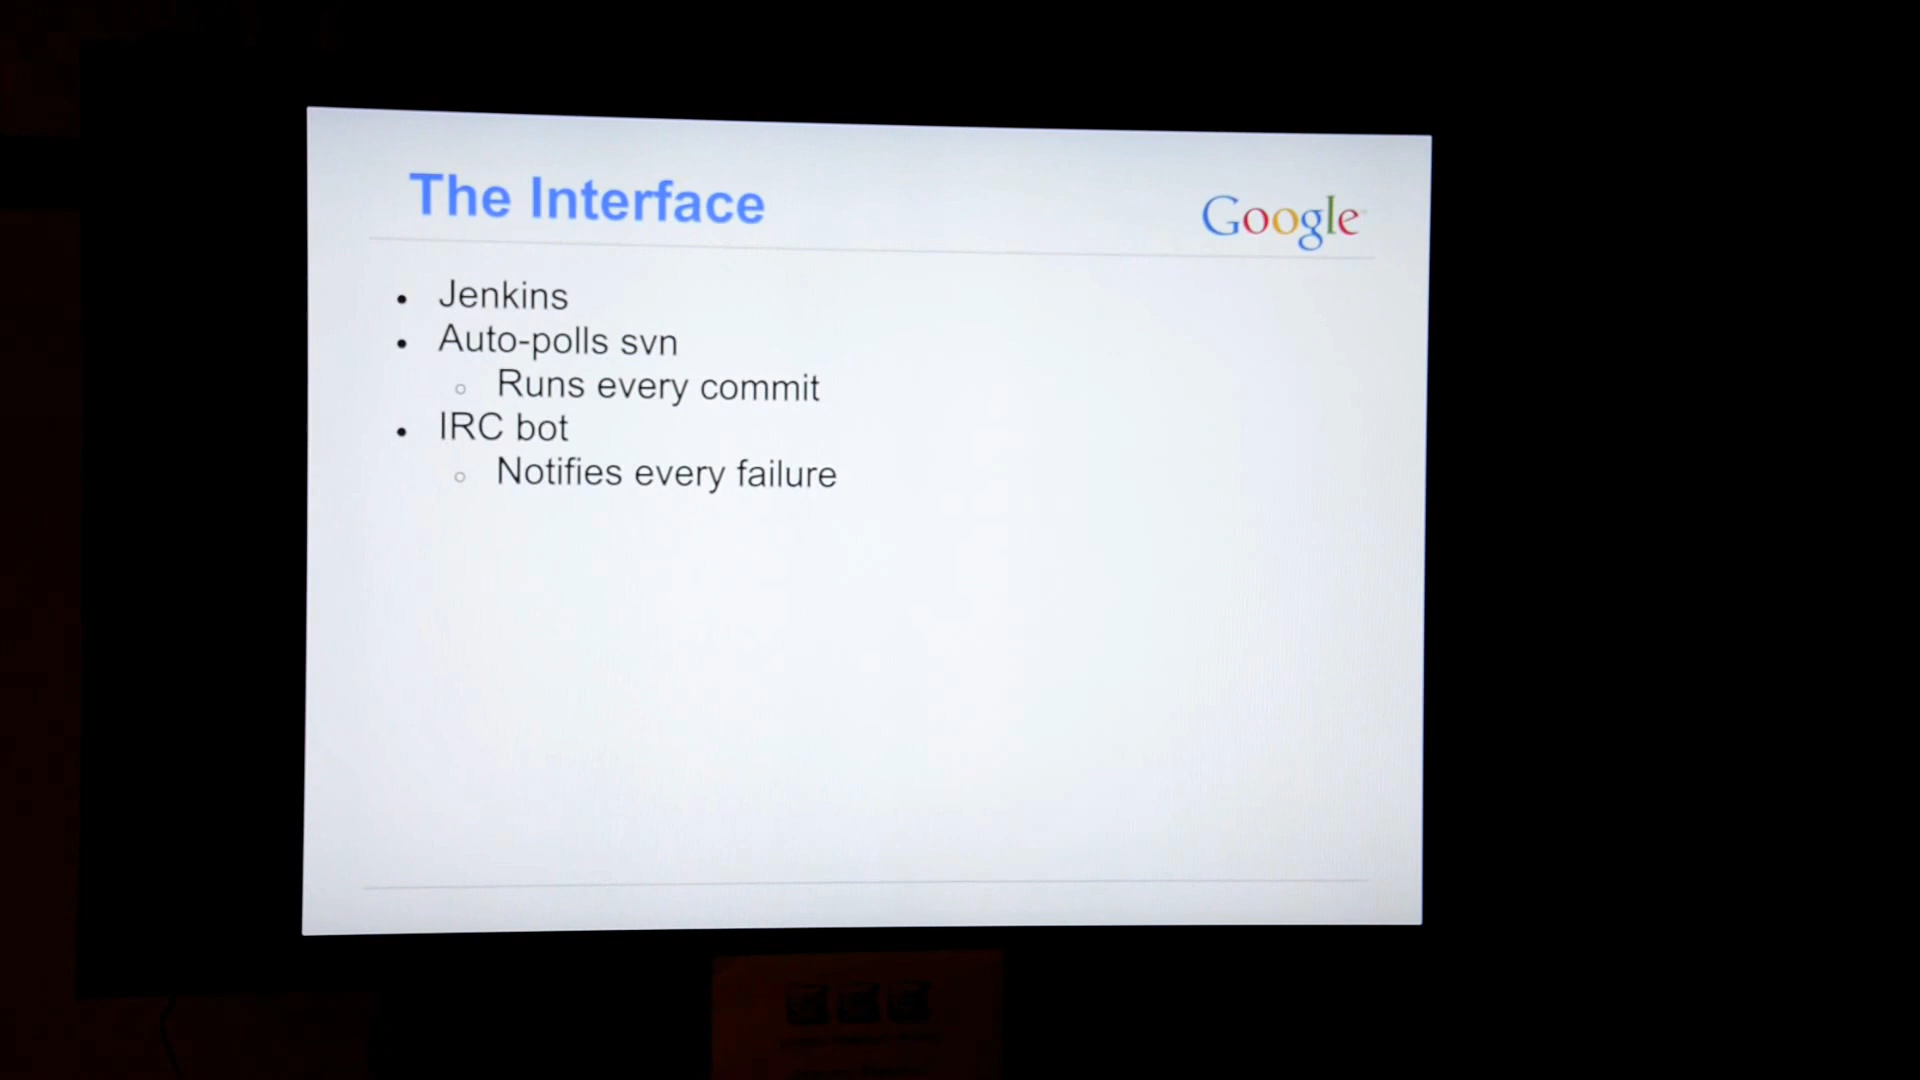 The Interface
Google
Jenkins
Auto-polls svn
Runs every commit
IRC bot
Notifies every failure